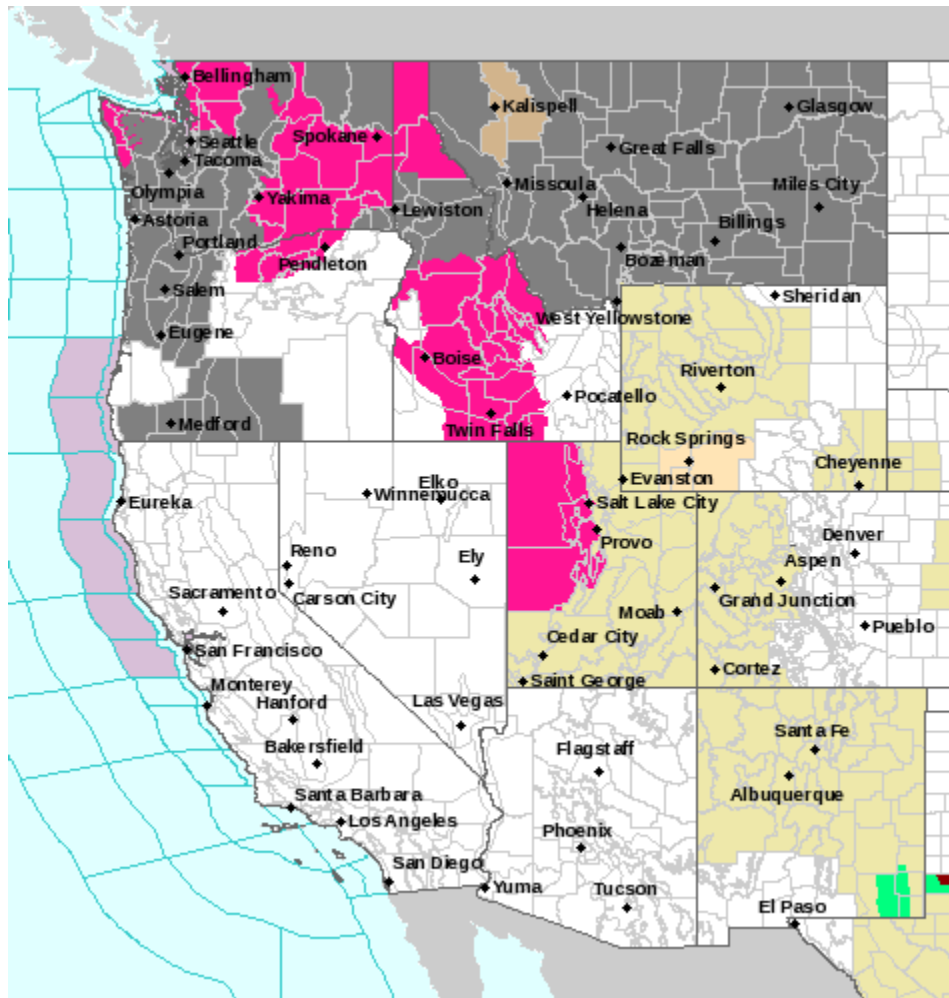 Bellingham
Kalispell
Glasgow
Seattle
Spokane
Great Falls
Tacoma
Olympia
Missoula
Miles City
Yakima
Lewiston
Helena
Astoria
Billings
Portland
Pendleton
Bozeman
Salem
Sheridan
West Yellowstone
Eugene
Boise
Riverton
Pocatello
Medford
Twin Falls
Rock Springs
Cheyenne
Evanston
Elko
Winnemucca
Eureka
Salt Lake City
Provo
Denver
Reno
Ely
Aspen
Carson City
Sacramento
Moab
Grand Junction
Pueblo
Cedar City
San Francisco
Cortez
Saint George
Monterey
Hanford
Las Vegas
Santa Fe
Bakersfield
Flagstaff
Albuquerque
Santa Barbara
Los Angeles
Phoenix
San Diego
Yuma
Tucson
El Paso